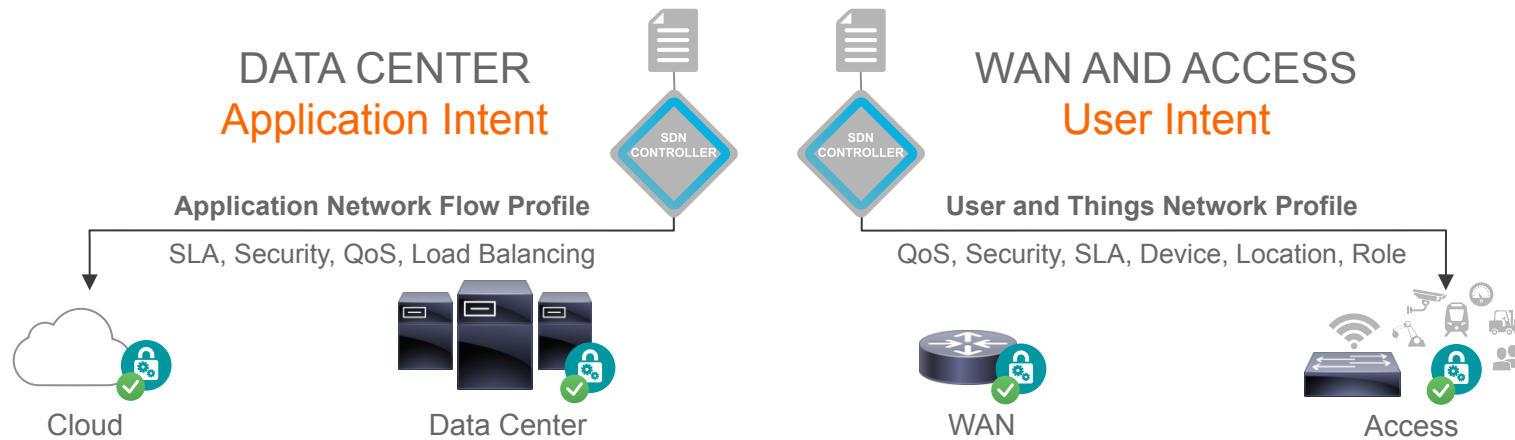 DATA CENTER
Application Intent
SDN
CONTROLLER
Application Network Flow Profile
SLA, Security, QoS, Load Balancing
Cloud
Data Center
WAN AND ACCESS
User Intent
SDN
CONTROLLER
User and Things Network Profile
QoS, Security, SLA, Device, Location, Role
WAN
Access